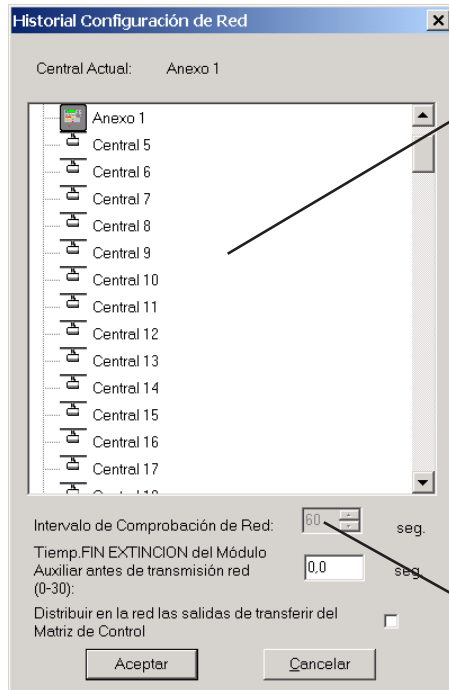 Historial Configuración de Red
Central Actual: Anexo 1
Anexo 1
Central 5
Central 6
Central 7
Central 8
Central 9
Central 10
Central 11
Central 12
Central 13
Central 14
Central 15
Central 16
Central 17
Intervalo de Comprobación de Red: 60 seg.
Tiemp.FIN EXTINCION del Módulo
Auxiliar antes de transmisión red 0,0 seg.
(0-30):
Distribuir en la red las salidas de transferir del
Matriz de Control
Aceptar Cancelar